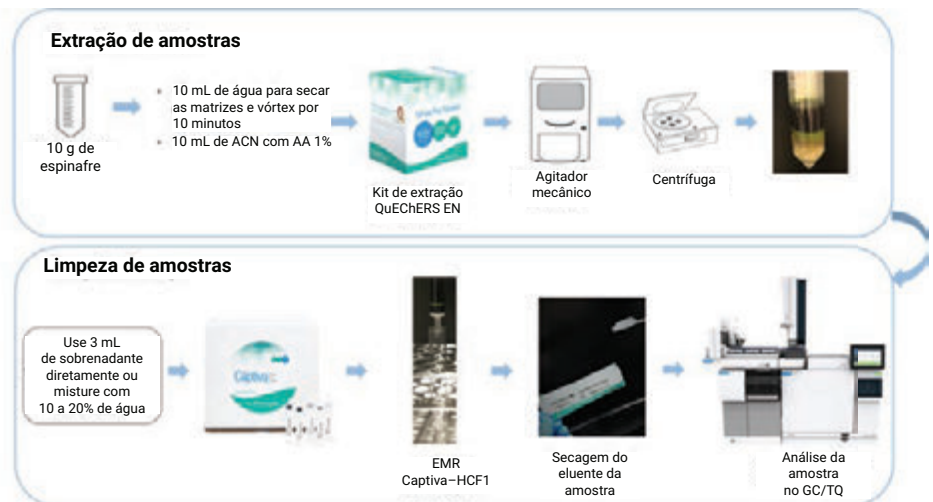 Extração de amostras
10 g de
espinafre
• 10 mL de água para secar
as matrizes e vórtex por
10 minutos
• 10 mL de ACN com AA 1%
Kit de extração
QuEChERS EN
Agitador
mecânico
Centrífuga
Limpeza de amostras
Use 3 mL
de sobrenadante
diretamente ou
misture com
10 a 20% de água
Captiva
EMR
Captiva–HCF1
Secagem do
eluente da
amostra
Análise da
amostra
no GC/TQ